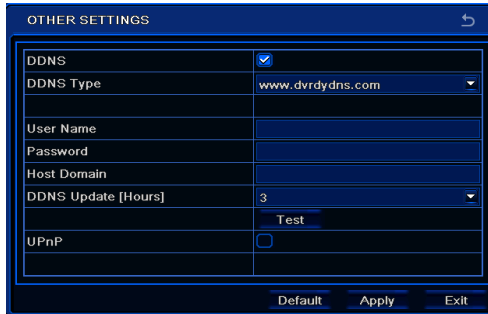 OTHER SETTINGS
DDNS
DDNS Type www.dvrdydns.com
User Name
Password
Host Domain
DDNS Update [Hours] 3
Test
UPnP
Default Apply Exit